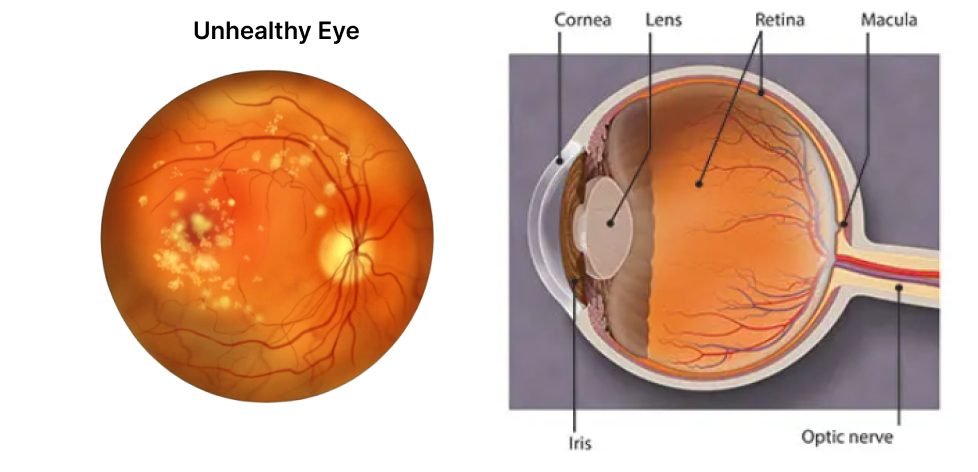 Unhealthy Eye
Cornea
Lens
Retina
Macula
Iris
Optic nerve